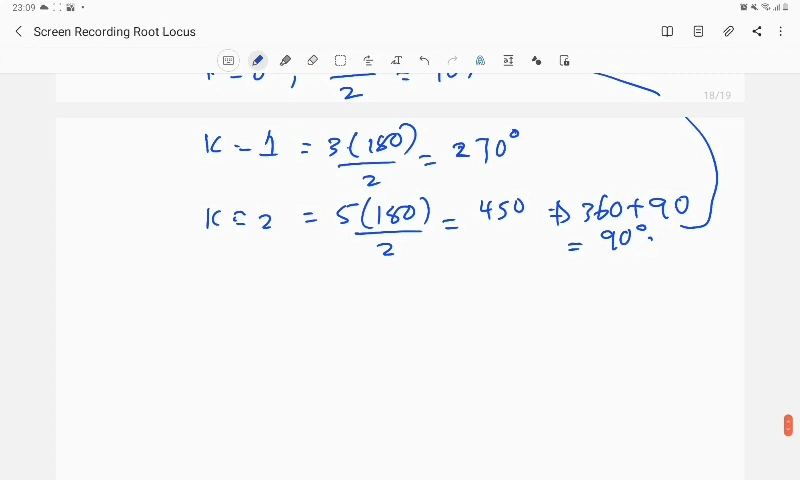 23:09
Screen Recording Root Locus
18/19
K - 1 = 3(180)/2 = 270°
K = 2 = 5(180)/2 = 450 => 360+90
= 90°